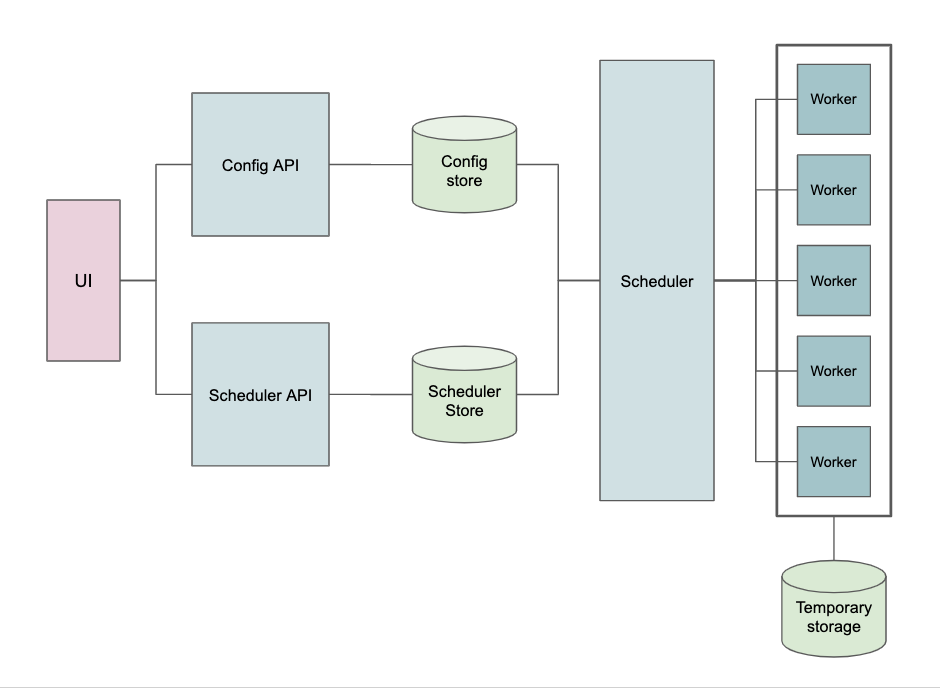 UI
Config API
Scheduler API
Config
store
Scheduler
Store
Scheduler
Worker
Worker
Worker
Worker
Worker
Temporary
storage